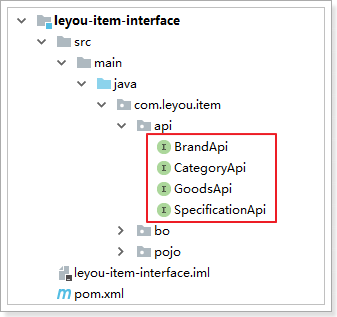 leyou-item-interface
src
main
java
com.leyou.item
api
BrandApi
CategoryApi
GoodsApi
SpecificationApi
bo
pojo
leyou-item-interface.iml
pom.xml